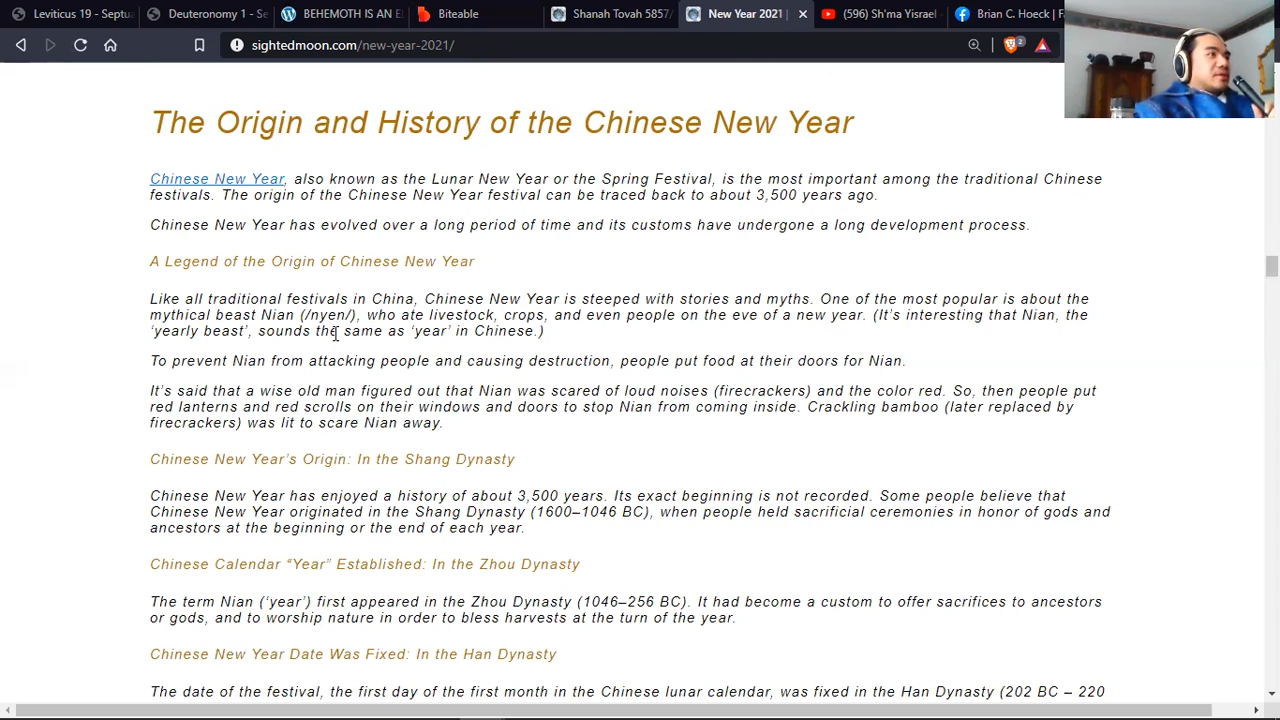 Leviticus 19 - Septua
Deuteronomy 1 - Se
BEHEMOTH IS AN E
Biteable
Shanah Tovah 5857/
New Year 2021
(596) Sh'ma Yisrael
Brian C. Hoeck | F
sightedmoon.com/new-year-2021/
2
The Origin and History of the Chinese New Year
Chinese New Year, also known as the Lunar New Year or the Spring Festival, is the most important among the traditional Chinese
festivals. The origin of the Chinese New Year festival can be traced back to about 3,500 years ago.
Chinese New Year has evolved over a long period of time and its customs have undergone a long development process.
A Legend of the Origin of Chinese New Year
Like all traditional festivals in China, Chinese New Year is steeped with stories and myths. One of the most popular is about the
mythical beast Nian (/nyen/), who ate livestock, crops, and even people on the eve of a new year. (It's interesting that Nian, the
‘yearly beast’, sounds the same as ‘year’ in Chinese.)
To prevent Nian from attacking people and causing destruction, people put food at their doors for Nian.
It's said that a wise old man figured out that Nian was scared of loud noises (firecrackers) and the color red. So, then people put
red lanterns and red scrolls on their windows and doors to stop Nian from coming inside. Crackling bamboo (later replaced by
firecrackers) was lit to scare Nian away.
Chinese New Year's Origin: In the Shang Dynasty
Chinese New Year has enjoyed a history of about 3,500 years. Its exact beginning is not recorded. Some people believe that
Chinese New Year originated in the Shang Dynasty (1600–1046 BC), when people held sacrificial ceremonies in honor of gods and
ancestors at the beginning or the end of each year.
Chinese Calendar “Year” Established: In the Zhou Dynasty
The term Nian (‘year’) first appeared in the Zhou Dynasty (1046–256 BC). It had become a custom to offer sacrifices to ancestors
or gods, and to worship nature in order to bless harvests at the turn of the year.
Chinese New Year Date Was Fixed: In the Han Dynasty
The date of the festival, the first day of the first month in the Chinese lunar calendar, was fixed in the Han Dynasty (202 BC – 220